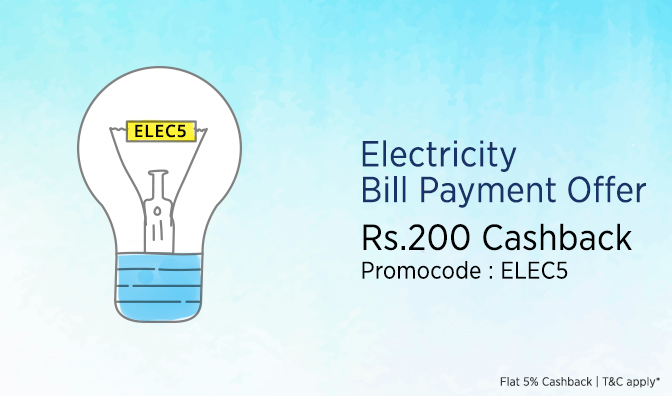 ELEC5
Electricity
Bill Payment Offer
Rs.200 Cashback
Promocode : ELEC5
Flat 5% Cashback | T&C apply*